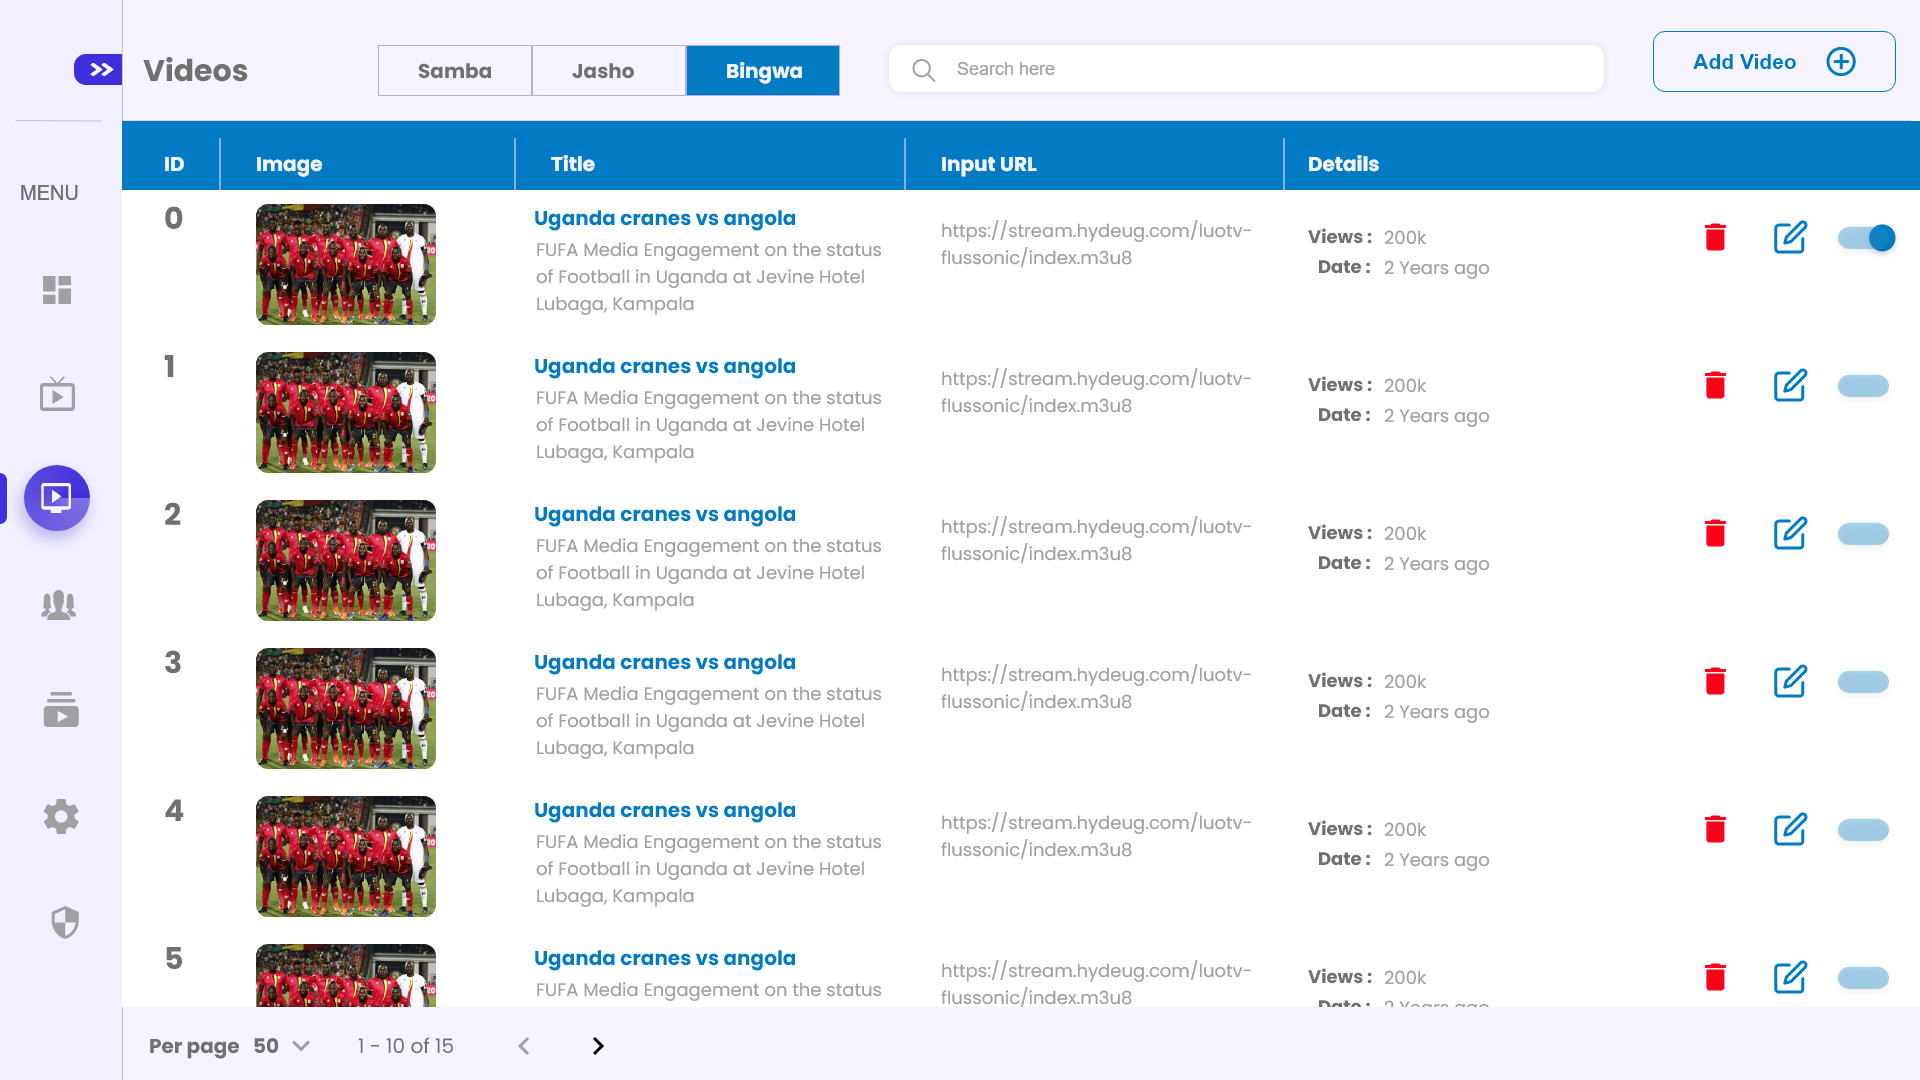 Videos
Samba
Jasho
Bingwa
Search here
Add Video
MENU
ID
Image
Title
Input URL
Details
0
Uganda cranes vs angola
FUFA Media Engagement on the status
of Football in Uganda at Jevine Hotel
Lubaga, Kampala
https://stream.hydeug.com/luotv-
flussonic/index.m3u8
Views : 200k
Date : 2 Years ago
1
Uganda cranes vs angola
FUFA Media Engagement on the status
of Football in Uganda at Jevine Hotel
Lubaga, Kampala
https://stream.hydeug.com/luotv-
flussonic/index.m3u8
Views : 200k
Date : 2 Years ago
2
Uganda cranes vs angola
FUFA Media Engagement on the status
of Football in Uganda at Jevine Hotel
Lubaga, Kampala
https://stream.hydeug.com/luotv-
flussonic/index.m3u8
Views : 200k
Date : 2 Years ago
3
Uganda cranes vs angola
FUFA Media Engagement on the status
of Football in Uganda at Jevine Hotel
Lubaga, Kampala
https://stream.hydeug.com/luotv-
flussonic/index.m3u8
Views : 200k
Date : 2 Years ago
4
Uganda cranes vs angola
FUFA Media Engagement on the status
of Football in Uganda at Jevine Hotel
Lubaga, Kampala
https://stream.hydeug.com/luotv-
flussonic/index.m3u8
Views : 200k
Date : 2 Years ago
5
Uganda cranes vs angola
FUFA Media Engagement on the status
https://stream.hydeug.com/luotv-
flussonic/index.m3u8
Views : 200k
Date : 2 Years ago
Per page 50
1 - 10 of 15